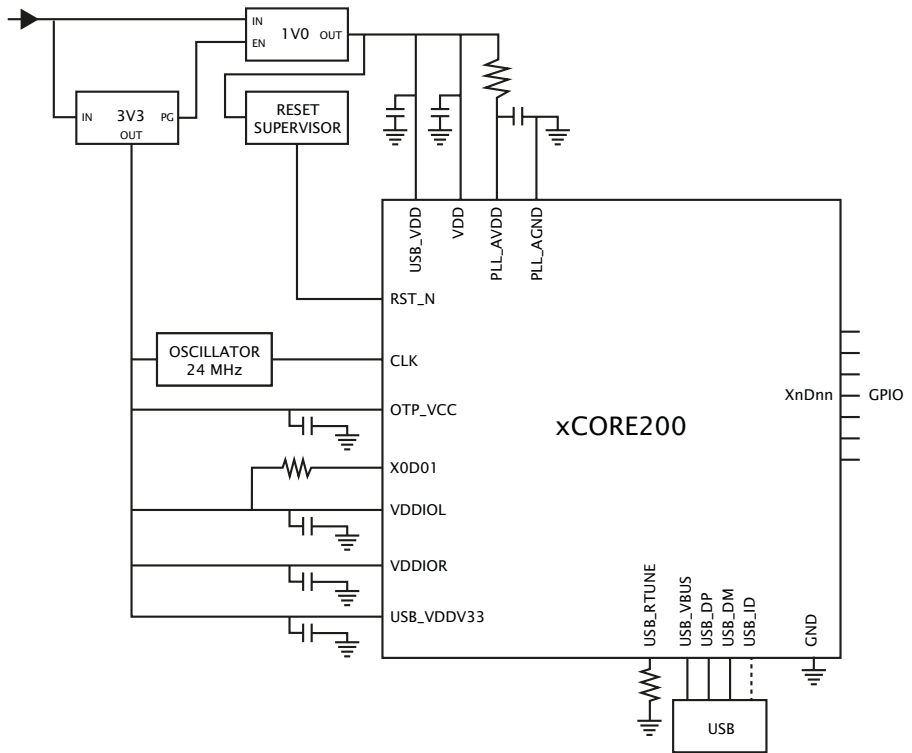 IN
1V0
OUT
EN
IN
3V3
PG
OUT
RESET
SUPERVISOR
USB_VDD
VDD
PLL_AVDD
PLL_AGND
RST_N
OSCILLATOR
24 MHz
CLK
OTP_VCC
XnDnn
GPIO
xCORE200
X0D01
VDDIOL
VDDIOR
USB_VDDV33
USB_RTUNE
USB_VBUS
USB_DP
USB_DM
USB_ID
GND
USB